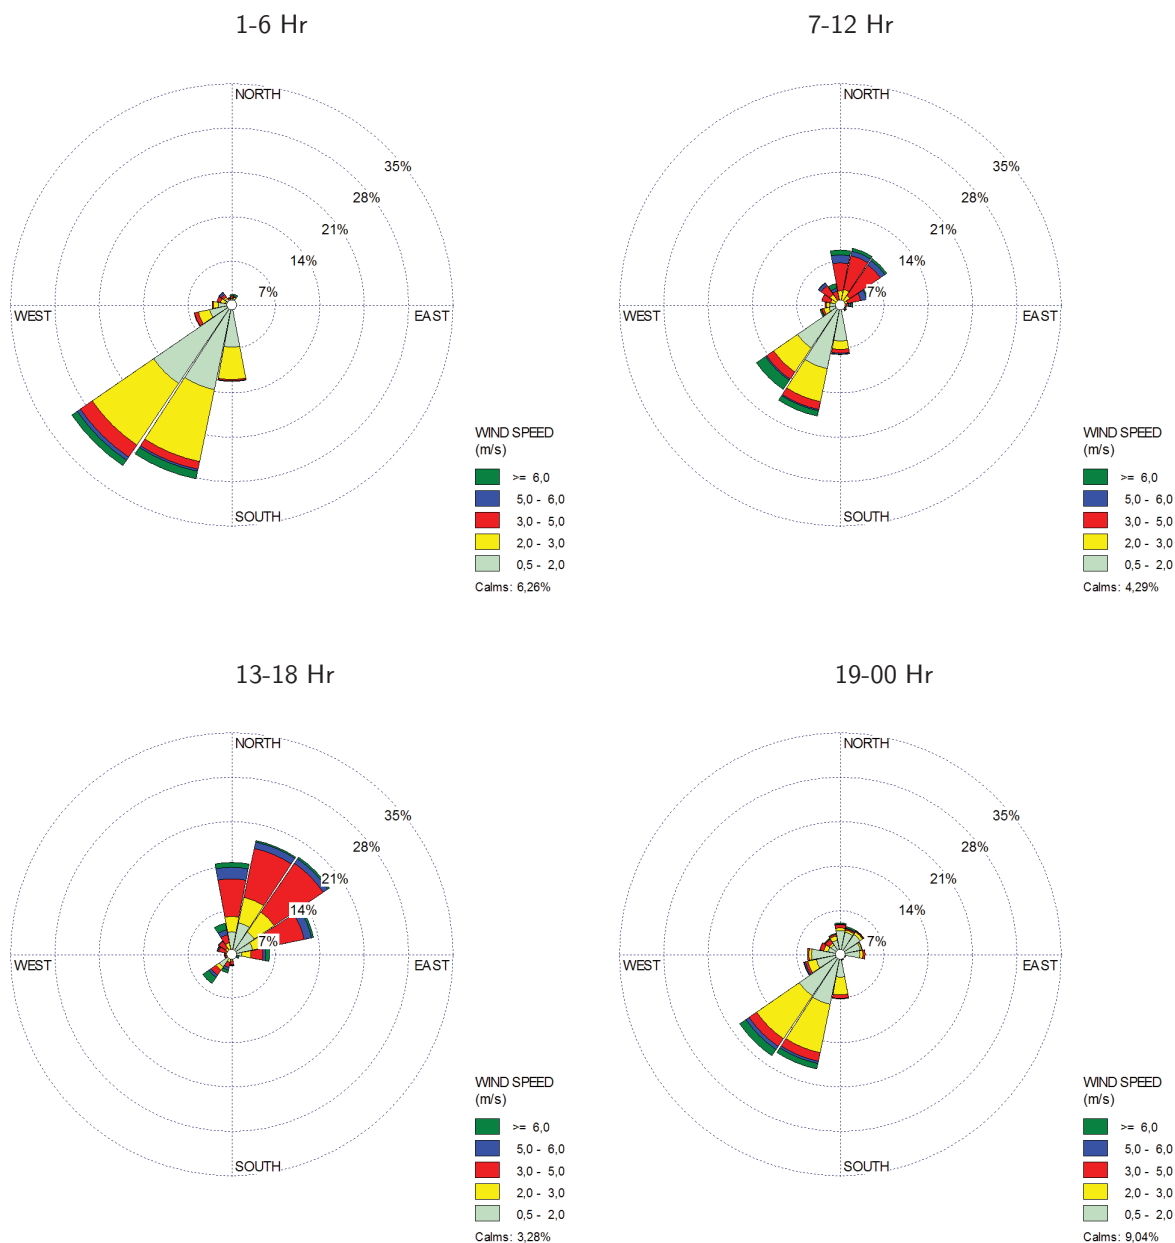 1-6 Hr
NORTH
35%
28%
21%
14%
7%
WEST
EAST
SOUTH
WIND SPEED
(m/s)
>= 6,0
5,0 - 6,0
3,0 - 5,0
2,0 - 3,0
0,5 - 2,0
Calms: 6,26%
7-12 Hr
NORTH
35%
28%
21%
14%
7%
WEST
EAST
SOUTH
WIND SPEED
(m/s)
>= 6,0
5,0 - 6,0
3,0 - 5,0
2,0 - 3,0
0,5 - 2,0
Calms: 4,29%
13-18 Hr
NORTH
35%
28%
21%
14%
7%
WEST
EAST
SOUTH
WIND SPEED
(m/s)
>= 6,0
5,0 - 6,0
3,0 - 5,0
2,0 - 3,0
0,5 - 2,0
Calms: 3,28%
19-00 Hr
NORTH
35%
28%
21%
14%
7%
WEST
EAST
SOUTH
WIND SPEED
(m/s)
>= 6,0
5,0 - 6,0
3,0 - 5,0
2,0 - 3,0
0,5 - 2,0
Calms: 9,04%